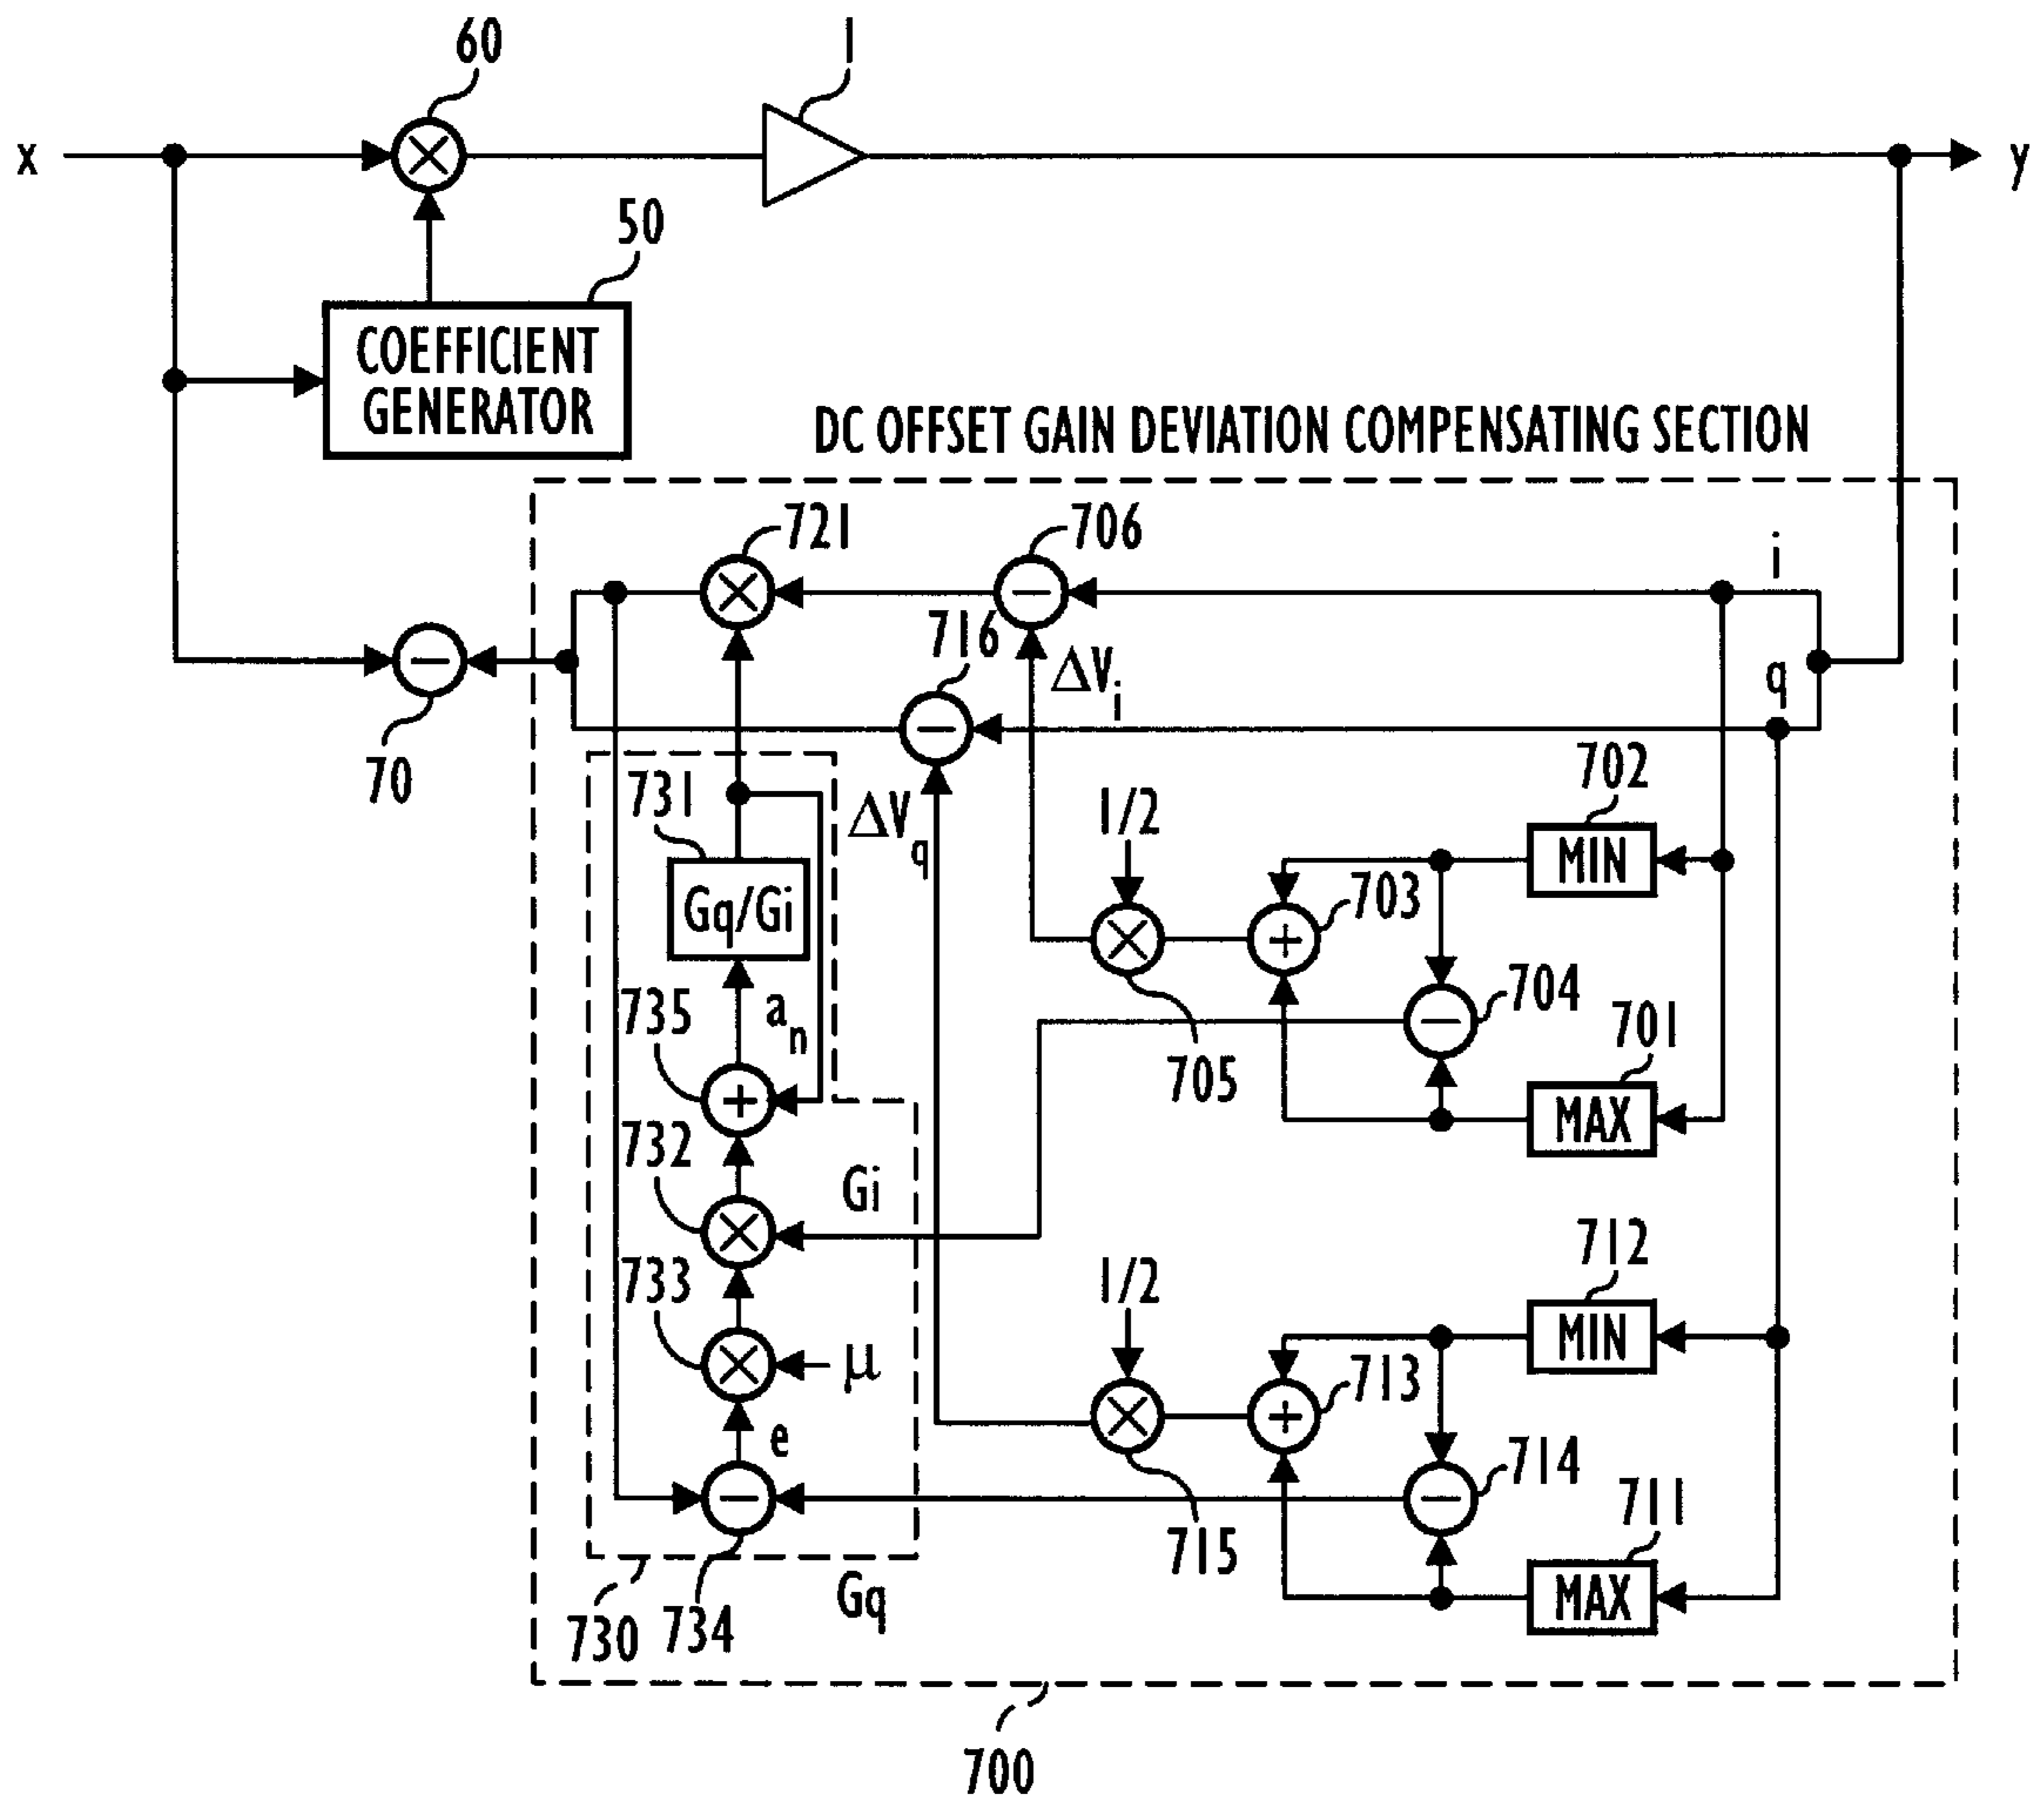 60
1
x
y
50
COEFFICIENT
GENERATOR
DC OFFSET GAIN DEVIATION COMPENSATING SECTION
721
706
i
716
ΔVi
q
70
731
ΔVq
1/2
702
MIN
Gq/Gi
703
735
an
704
705
701
MAX
732
Gi
733
1/2
712
MIN
μ
713
e
714
715
711
MAX
730
734
Gq
700